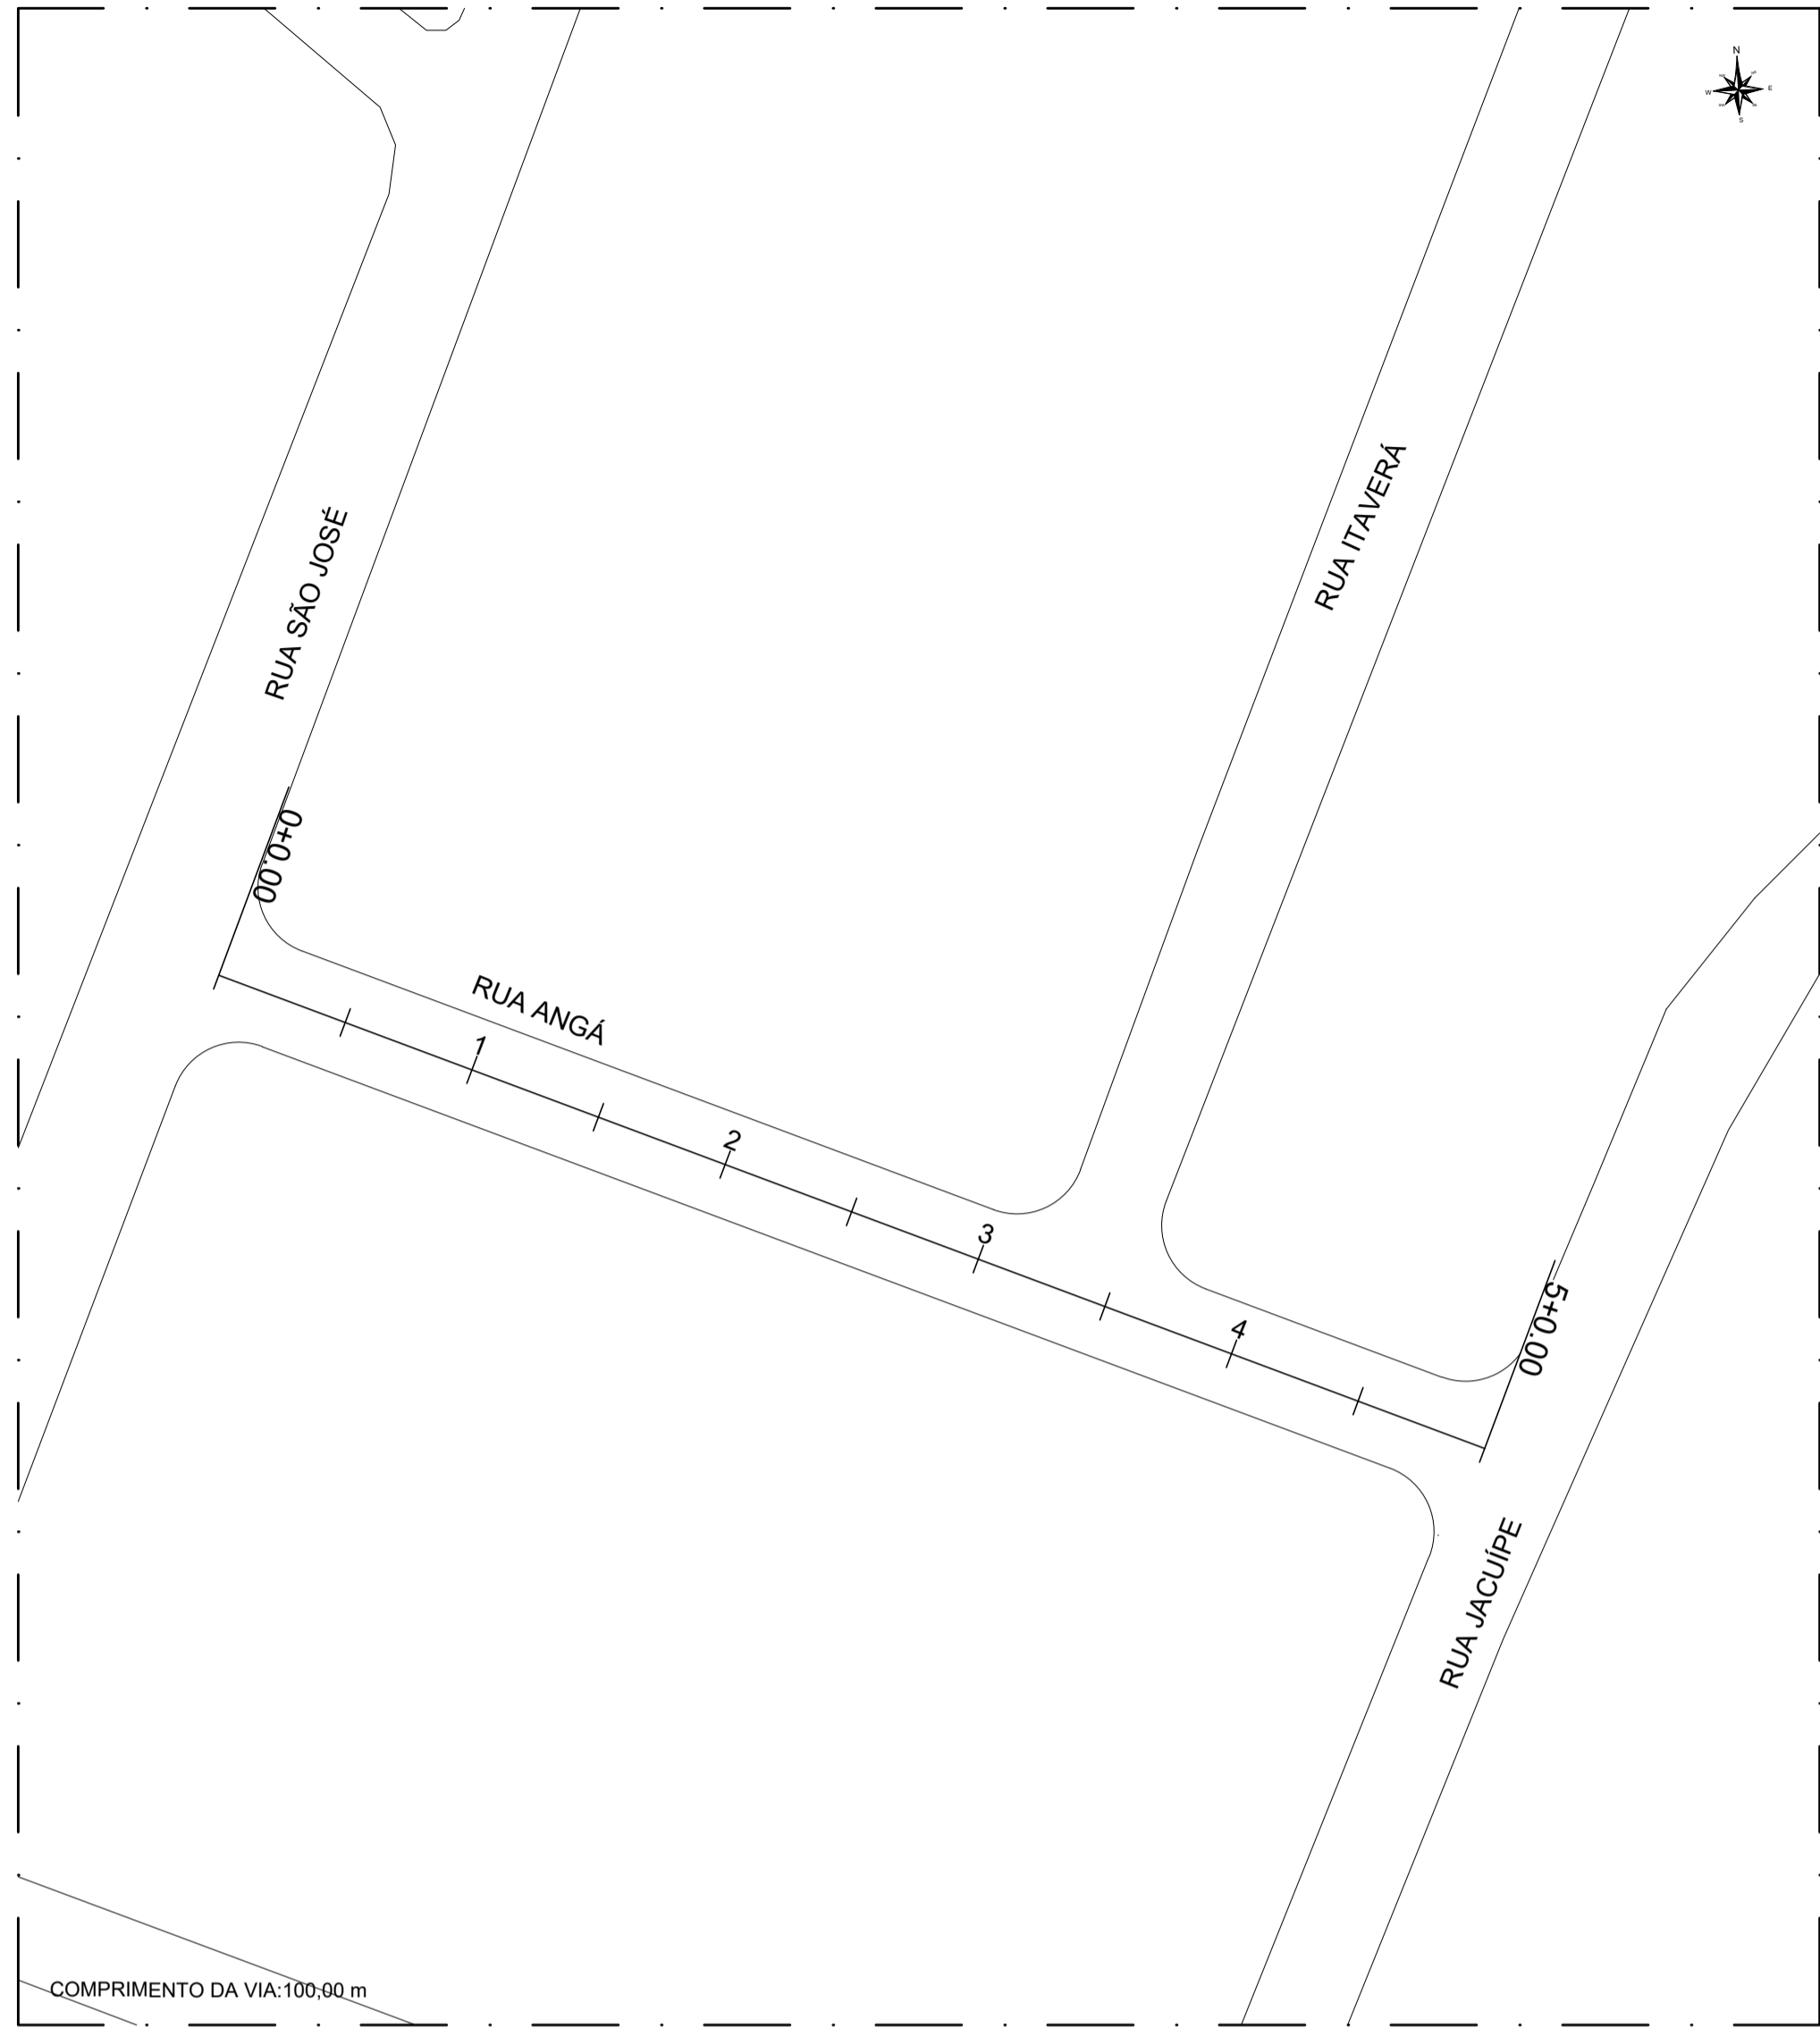 N
W
E
S
RUA ITAVERÁ
RUA SÃO JOSÉ
0+0.00
RUA ANGÁ
1
2
3
4
5+0.00
RUA JACUÍPE
COMPRIMENTO DA VIA:100,00 m